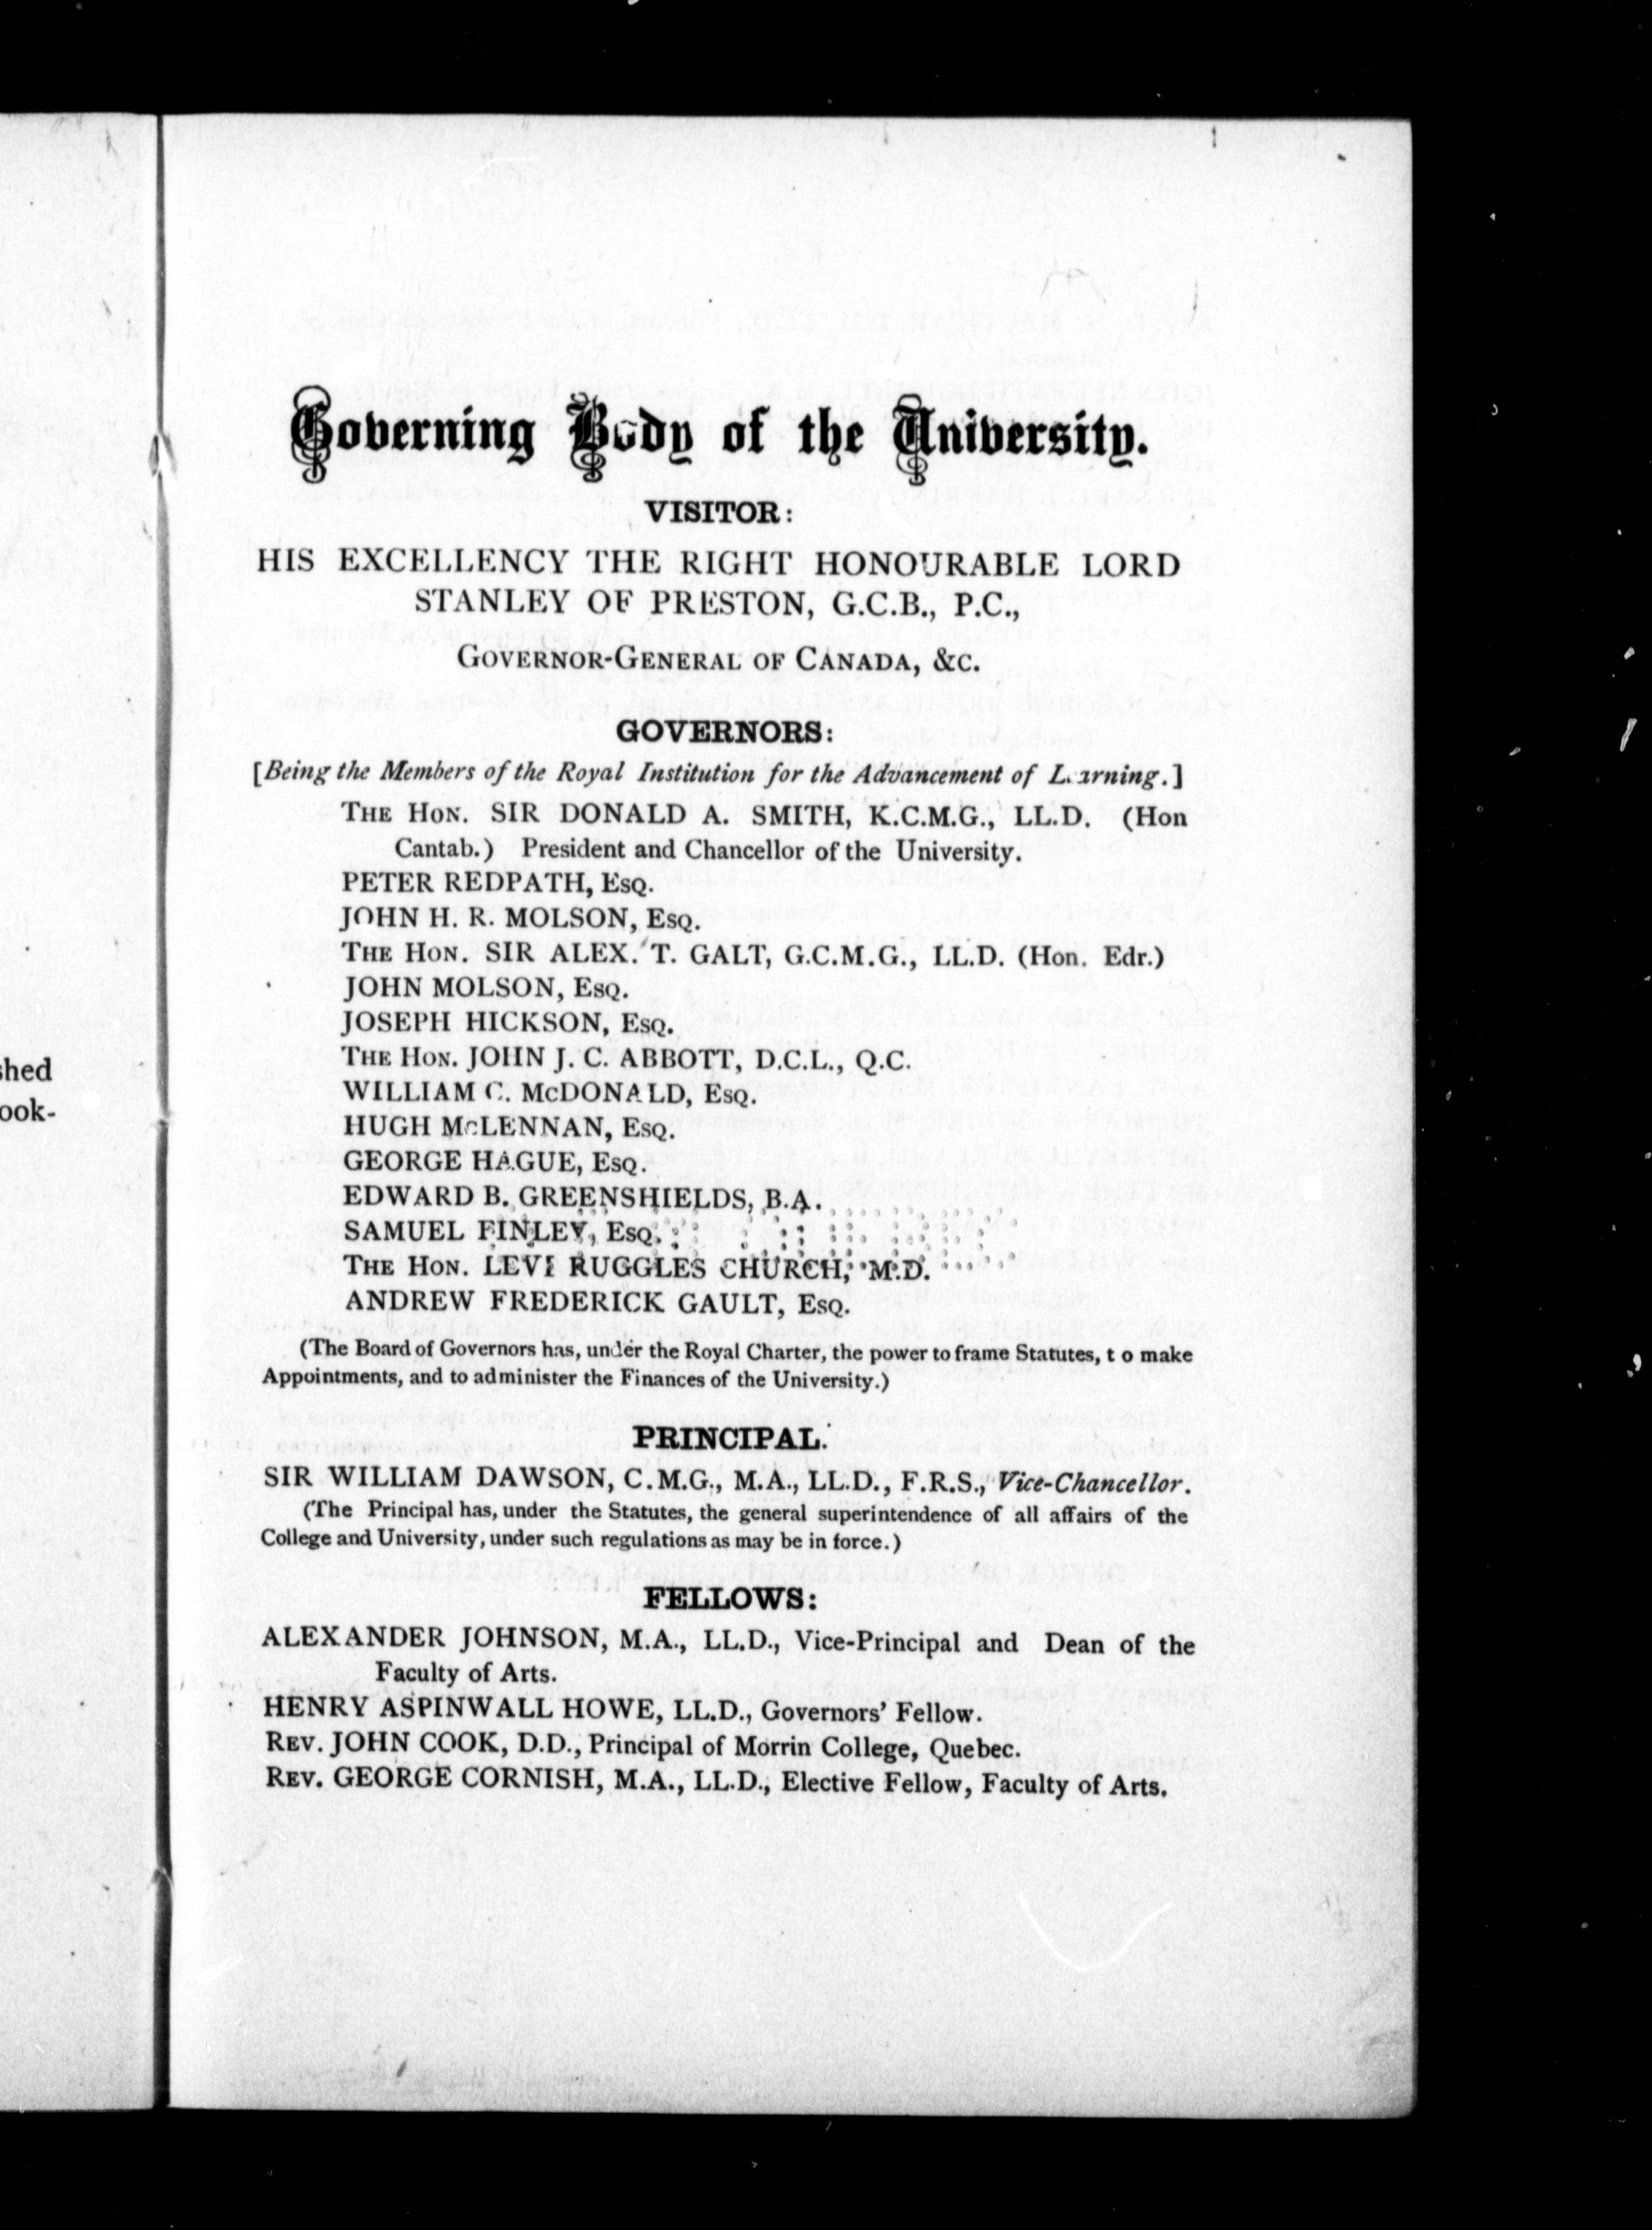 Governing Body of the University.
VISITOR:
HIS EXCELLENCY THE RIGHT HONOURABLE LORD
STANLEY OF PRESTON, G.C.B., P.C.,
GOVERNOR-GENERAL OF CANADA, &C.
GOVERNORS:
[Being the Members of the Royal Institution for the Advancement of Learning.]
THE HON. SIR DONALD A. SMITH, K.C.M.G., LL.D. (Hon
Cantab.) President and Chancellor of the University.
PETER REDPATH, ESQ.
JOHN H. R. MOLSON, ESQ.
THE HON. SIR ALEX. T. GALT, G.C.M.G., LL.D. (Hon. Edr.)
JOHN MOLSON, ESQ.
JOSEPH HICKSON, ESQ.
THE HON. JOHN J. C. ABBOTT, D.C.L., Q.C.
WILLIAM C. McDONALD, ESQ.
HUGH McLENNAN, ESQ.
GEORGE HAGUE, ESQ.
EDWARD B. GREENSHIELDS, B.A.
SAMUEL FINLEY, ESQ.
THE HON. LEVI RUGGLES CHURCH, M.D.
ANDREW FREDERICK GAULT, ESQ.
(The Board of Governors has, under the Royal Charter, the power to frame Statutes, t o make
Appointments, and to administer the Finances of the University.)
PRINCIPAL.
SIR WILLIAM DAWSON, C.M.G., M.A., LL.D., F.R.S., Vice-Chancellor.
(The Principal has, under the Statutes, the general superintendence of all affairs of the
College and University, under such regulations as may be in force.)
FELLOWS:
ALEXANDER JOHNSON, M.A., LL.D., Vice-Principal and Dean of the
Faculty of Arts.
HENRY ASPINWALL HOWE, LL.D., Governors' Fellow.
REV. JOHN COOK, D.D., Principal of Morrin College, Quebec.
REV. GEORGE CORNISH, M.A., LL.D., Elective Fellow, Faculty of Arts.